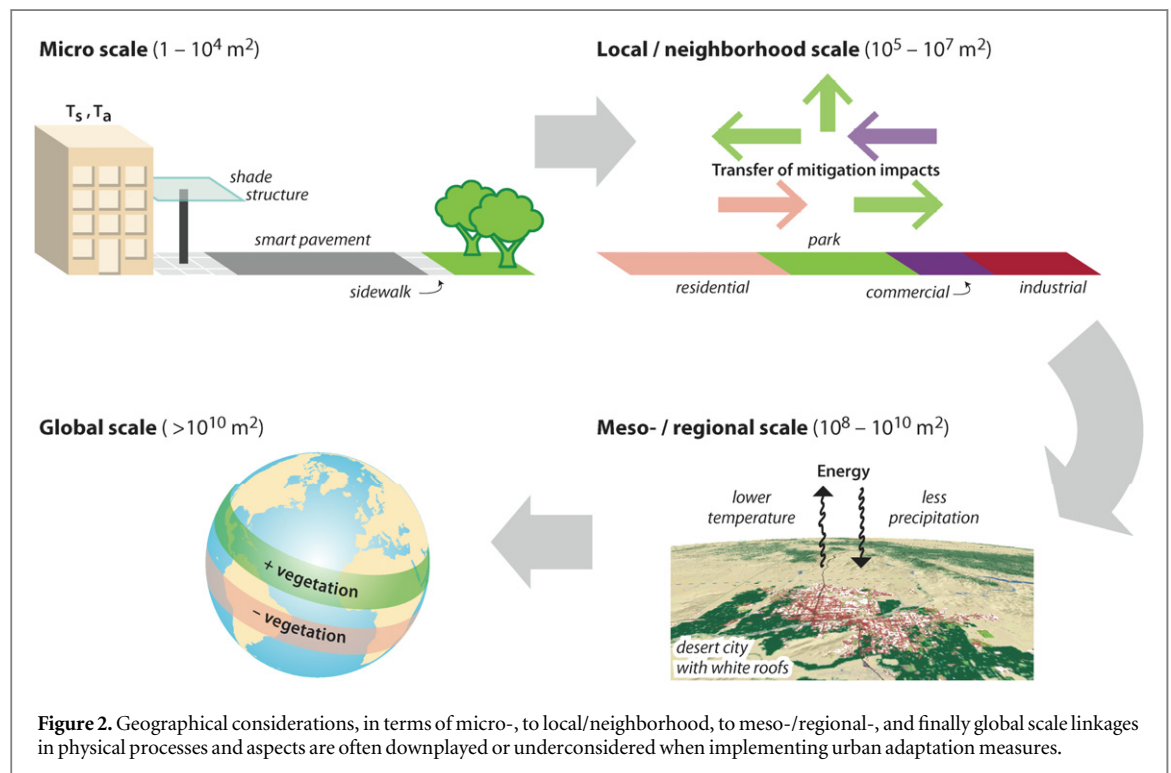 Micro scale (1 – 10⁴ m²)
T_s , T_a
shade
structure
smart pavement
sidewalk
Local / neighborhood scale (10⁵ – 10⁷ m²)
Transfer of mitigation impacts
park
residential
commercial
industrial
Global scale ( >10¹⁰ m²)
+ vegetation
– vegetation
Meso- / regional scale (10⁸ – 10¹⁰ m²)
Energy
lower
temperature
less
precipitation
desert city
with white roofs
Figure 2. Geographical considerations, in terms of micro-, to local/neighborhood, to meso-/regional-, and finally global scale linkages
in physical processes and aspects are often downplayed or underconsidered when implementing urban adaptation measures.